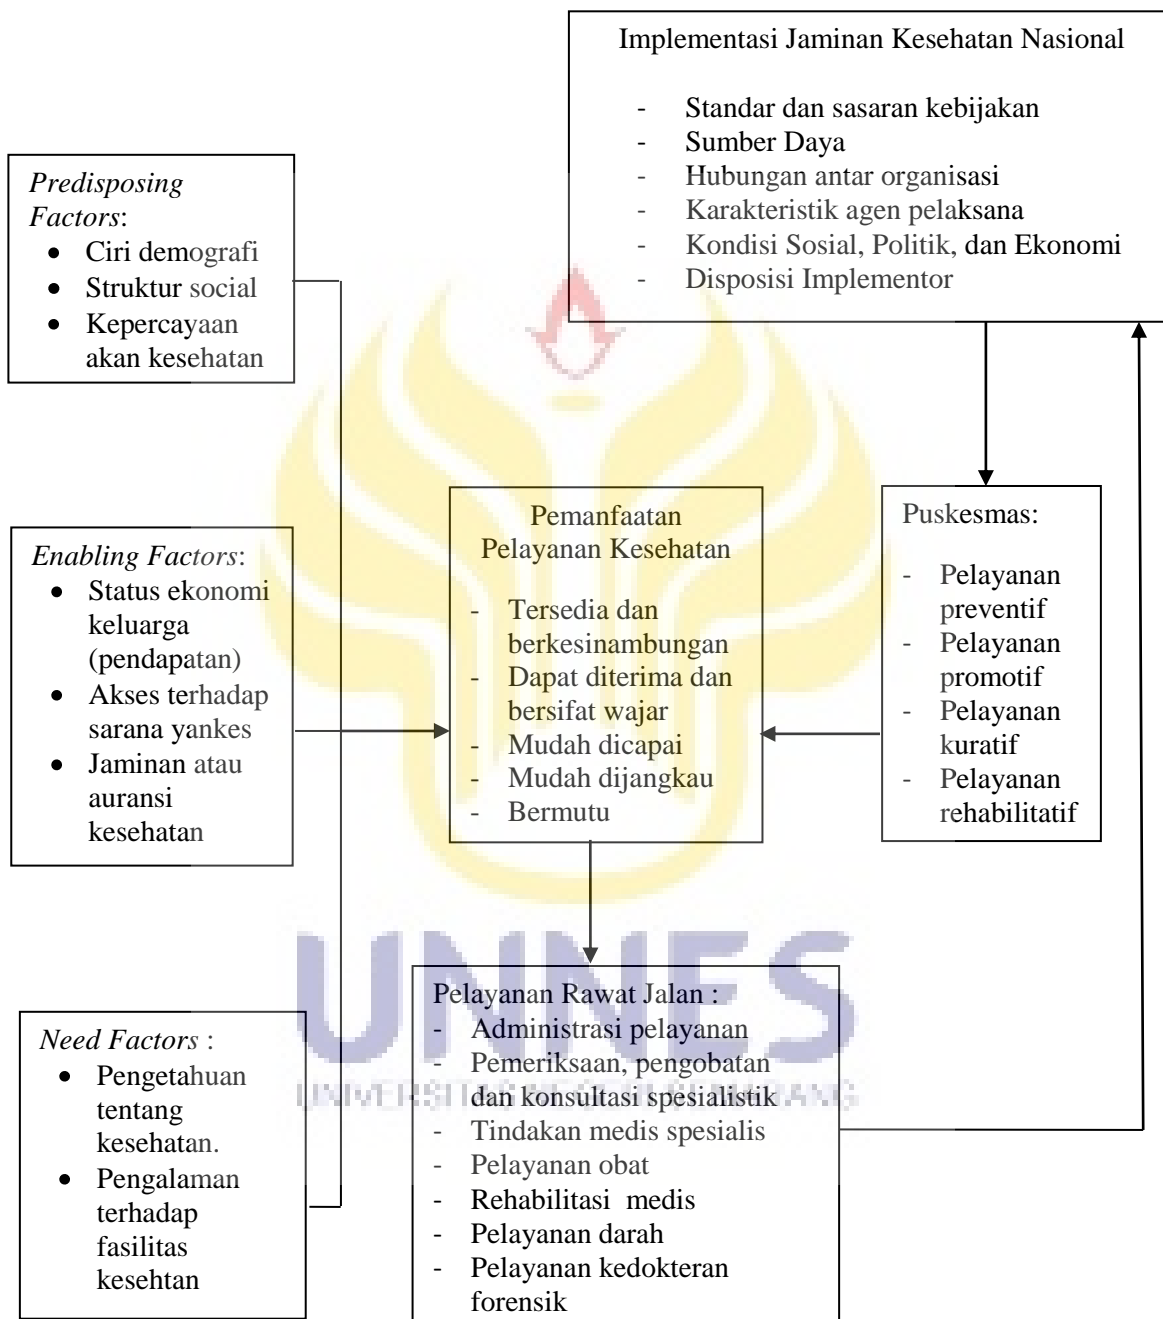 Implementasi Jaminan Kesehatan Nasional
- Standar dan sasaran kebijakan
- Sumber Daya
- Hubungan antar organisasi
- Karakteristik agen pelaksana
- Kondisi Sosial, Politik, dan Ekonomi
- Disposisi Implementor
Predisposing
Factors:
• Ciri demografi
• Struktur social
• Kepercayaan
akan kesehatan
Enabling Factors:
• Status ekonomi
keluarga
(pendapatan)
• Akses terhadap
sarana yankes
• Jaminan atau
auransi
kesehatan
Pemanfaatan
Pelayanan Kesehatan
- Tersedia dan
berkesinambungan
- Dapat diterima dan
bersifat wajar
- Mudah dicapai
- Mudah dijangkau
- Bermutu
Puskesmas:
- Pelayanan
preventif
- Pelayanan
promotif
- Pelayanan
kuratif
- Pelayanan
rehabilitatif
Need Factors :
• Pengetahuan
tentang
kesehatan.
• Pengalaman
terhadap
fasilitas
kesehtan
Pelayanan Rawat Jalan :
- Administrasi pelayanan
- Pemeriksaan, pengobatan
dan konsultasi spesialistik
- Tindakan medis spesialis
- Pelayanan obat
- Rehabilitasi medis
- Pelayanan darah
- Pelayanan kedokteran
forensik
UNNES
UNIVERSITAS NEGERI SEMARANG